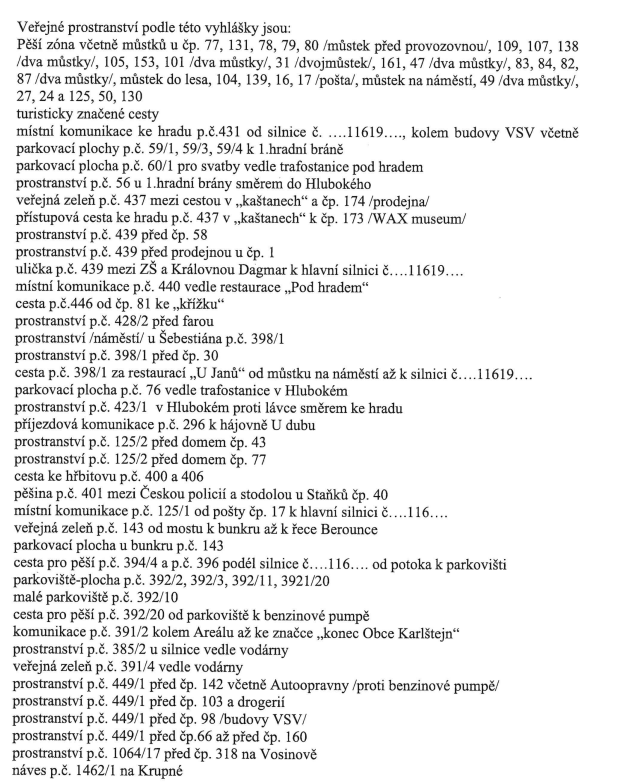 Veřejné prostranství podle této vyhlášky jsou:
Pěší zóna včetně můstků u čp. 77, 131, 78, 79, 80 /můstek před provozovnou/, 109, 107, 138
/dva můstky/, 105, 153, 101 /dva můstky/, 31 /dvojmůstek/, 161, 47 /dva můstky/, 83, 84, 82,
87 /dva můstky/, můstek do lesa, 104, 139, 16, 17 /pošta/, můstek na náměstí, 49 /dva můstky/,
27, 24 a 125, 50, 130
turisticky značené cesty
místní komunikace ke hradu p.č.431 od silnice č. ….11619…., kolem budovy VSV včetně
parkovací plochy p.č. 59/1, 59/3, 59/4 k 1.hradní bráně
parkovací plocha p.č. 60/1 pro svatby vedle trafostanice pod hradem
prostranství p.č. 56 u 1.hradní brány směrem do Hlubokého
veřejná zeleň p.č. 437 mezi cestou v „kaštanech" a čp. 174 /prodejna/
přístupová cesta ke hradu p.č. 437 v „kaštanech" k čp. 173 /WAX museum/
prostranství p.č. 439 před čp. 58
prostranství p.č. 439 před prodejnou u čp. 1
ulička p.č. 439 mezi ZŠ a Královnou Dagmar k hlavní silnici č….11619….
místní komunikace p.č. 440 vedle restaurace „Pod hradem"
cesta p.č.446 od čp. 81 ke „křížku"
prostranství p.č. 428/2 před farou
prostranství /náměstí/ u Šebestiána p.č. 398/1
prostranství p.č. 398/1 před čp. 30
cesta p.č. 398/1 za restaurací „U Janů" od můstku na náměstí až k silnici č….11619….
parkovací plocha p.č. 76 vedle trafostanice v Hlubokém
prostranství p.č. 423/1 v Hlubokém proti lávce směrem ke hradu
příjezdová komunikace p.č. 296 k hájovně U dubu
prostranství p.č. 125/2 před domem čp. 43
prostranství p.č. 125/2 před domem čp. 77
cesta ke hřbitovu p.č. 400 a 406
pěšina p.č. 401 mezi Českou policií a stodolou u Staňků čp. 40
místní komunikace p.č. 125/1 od pošty čp. 17 k hlavní silnici č….116….
veřejná zeleň p.č. 143 od mostu k bunkru až k řece Berounce
parkovací plocha u bunkru p.č. 143
cesta pro pěší p.č. 394/4 a p.č. 396 podél silnice č….116…. od potoka k parkovišti
parkoviště-plocha p.č. 392/2, 392/3, 392/11, 3921/20
malé parkoviště p.č. 392/10
cesta pro pěší p.č. 392/20 od parkoviště k benzinové pumpě
komunikace p.č. 391/2 kolem Areálu až ke značce „konec Obce Karlštejn"
prostranství p.č. 385/2 u silnice vedle vodárny
veřejná zeleň p.č. 391/4 vedle vodárny
prostranství p.č. 449/1 před čp. 142 včetně Autoopravny /proti benzinové pumpě/
prostranství p.č. 449/1 před čp. 103 a drogerií
prostranství p.č. 449/1 před čp. 98 /budovy VSV/
prostranství p.č. 449/1 před čp.66 až před čp. 160
prostranství p.č. 1064/17 před čp. 318 na Vosinově
náves p.č. 1462/1 na Krupné